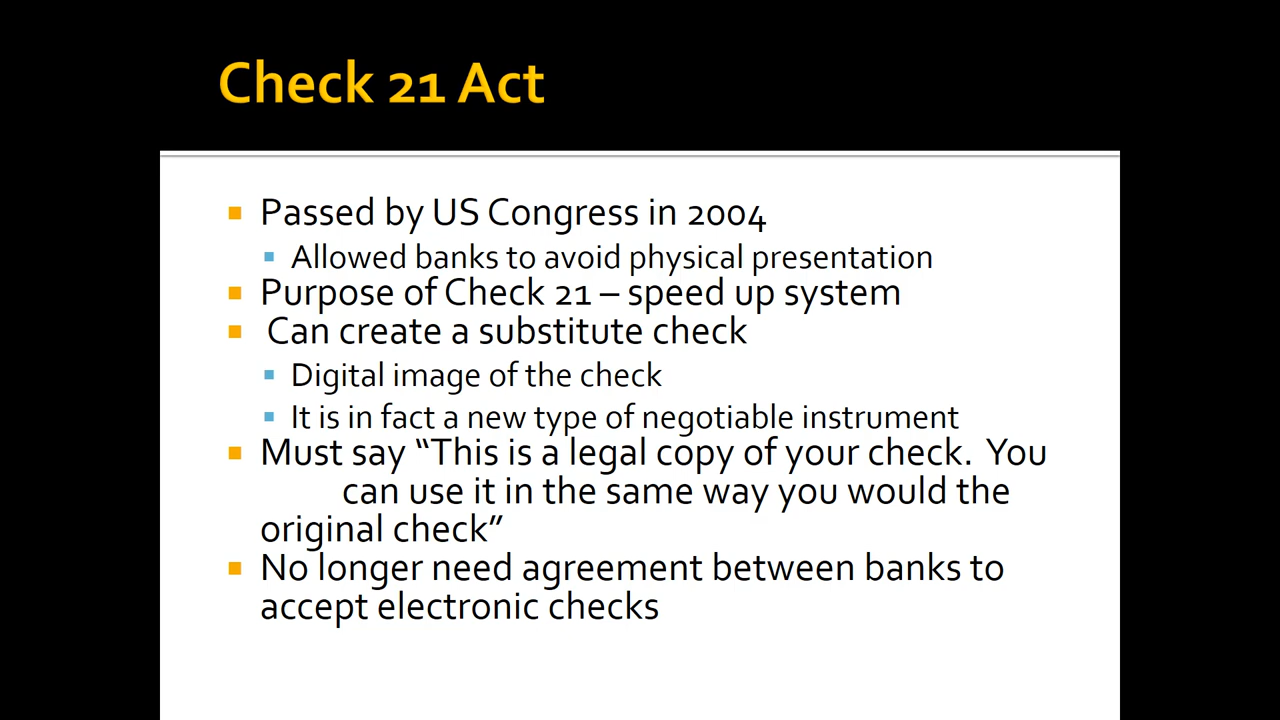 Check 21 Act
Passed by US Congress in 2004
Allowed banks to avoid physical presentation
Purpose of Check 21 – speed up system
Can create a substitute check
Digital image of the check
It is in fact a new type of negotiable instrument
Must say “This is a legal copy of your check. You
can use it in the same way you would the
original check”
No longer need agreement between banks to
accept electronic checks